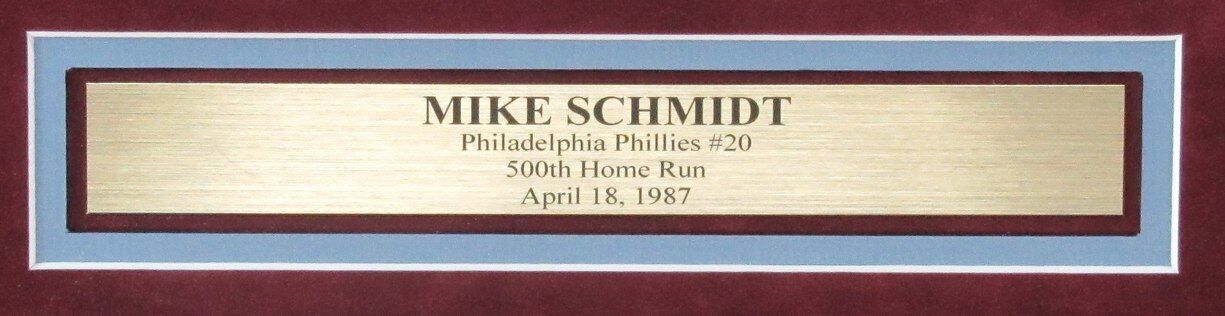 MIKE SCHMIDT
Philadelphia Phillies #20
500th Home Run
April 18, 1987